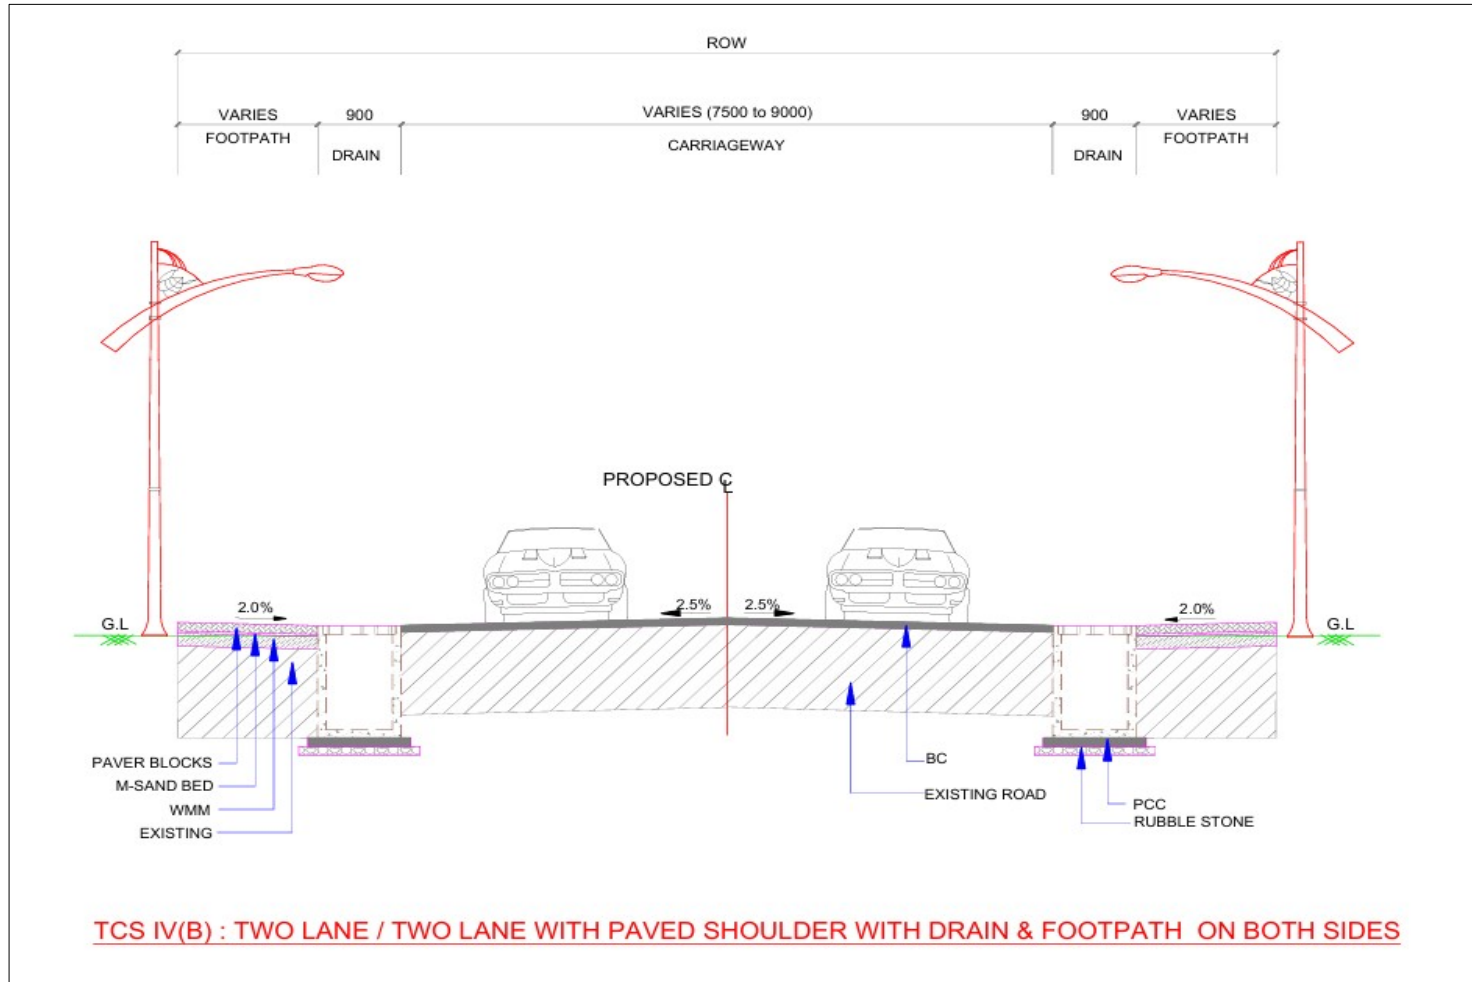 ROW
VARIES 900 VARIES (7500 to 9000) 900 VARIES
FOOTPATH DRAIN CARRIAGEWAY DRAIN FOOTPATH
PROPOSED CL
2.0% 2.5% 2.5% 2.0%
G.L G.L
PAVER BLOCKS
M-SAND BED
WMM
EXISTING
BC
EXISTING ROAD
PCC
RUBBLE STONE
TCS IV(B) : TWO LANE / TWO LANE WITH PAVED SHOULDER WITH DRAIN & FOOTPATH ON BOTH SIDES